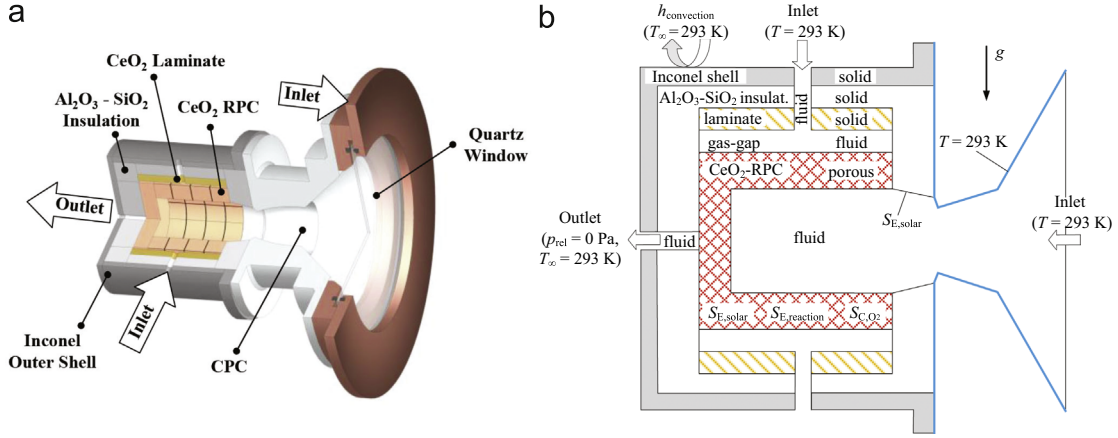 a
CeO2 Laminate
Al2O3 - SiO2
Insulation
CeO2 RPC
Inlet
Quartz
Window
Outlet
Inlet
Inconel
Outer Shell
CPC
b
hconvection
(T∞ = 293 K)
Inlet
(T = 293 K)
g
Inconel shell
solid
Al2O3–SiO2 insulat.
fluid
solid
laminate
solid
gas-gap
fluid
T = 293 K
CeO2-RPC
porous
SE,solar
Inlet
(T = 293 K)
Outlet
(prel = 0 Pa,
T∞ = 293 K)
fluid
fluid
SE,solar
SE,reaction
SC,O2